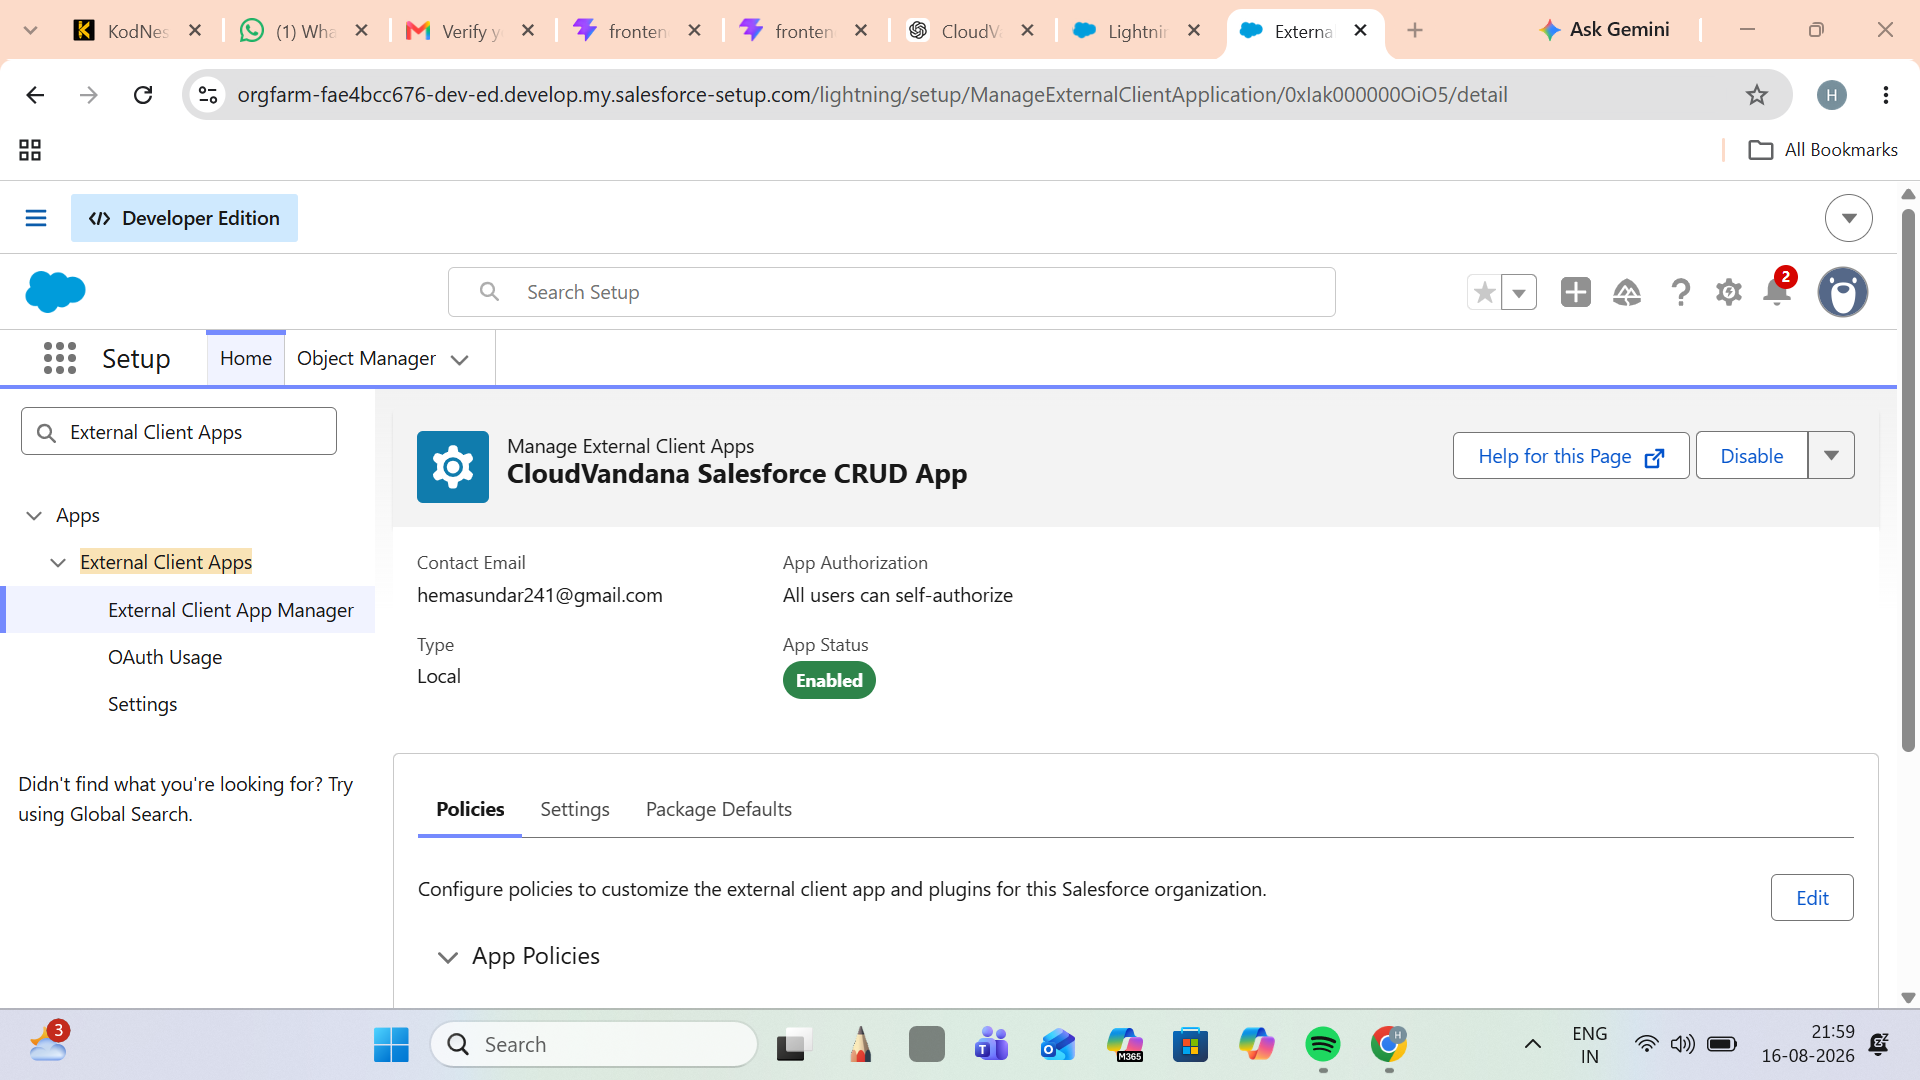 KodNes
(1) Wha
Verify y
fronten
fronten
CloudVa
Lightnin
Externa
Ask Gemini
orgfarm-fae4bcc676-dev-ed.develop.my.salesforce-setup.com/lightning/setup/ManageExternalClientApplication/0xIak000000OiO5/detail
H
All Bookmarks
Developer Edition
Search Setup
2
Setup
Home
Object Manager
External Client Apps
Apps
External Client Apps
External Client App Manager
OAuth Usage
Settings
Didn't find what you're looking for? Try
using Global Search.
Manage External Client Apps
CloudVandana Salesforce CRUD App
Help for this Page
Disable
Contact Email
hemasundar241@gmail.com
App Authorization
All users can self-authorize
Type
Local
App Status
Enabled
Policies
Settings
Package Defaults
Configure policies to customize the external client app and plugins for this Salesforce organization.
Edit
App Policies
3
Search
M365
H
ENG
IN
21:59
16-08-2026